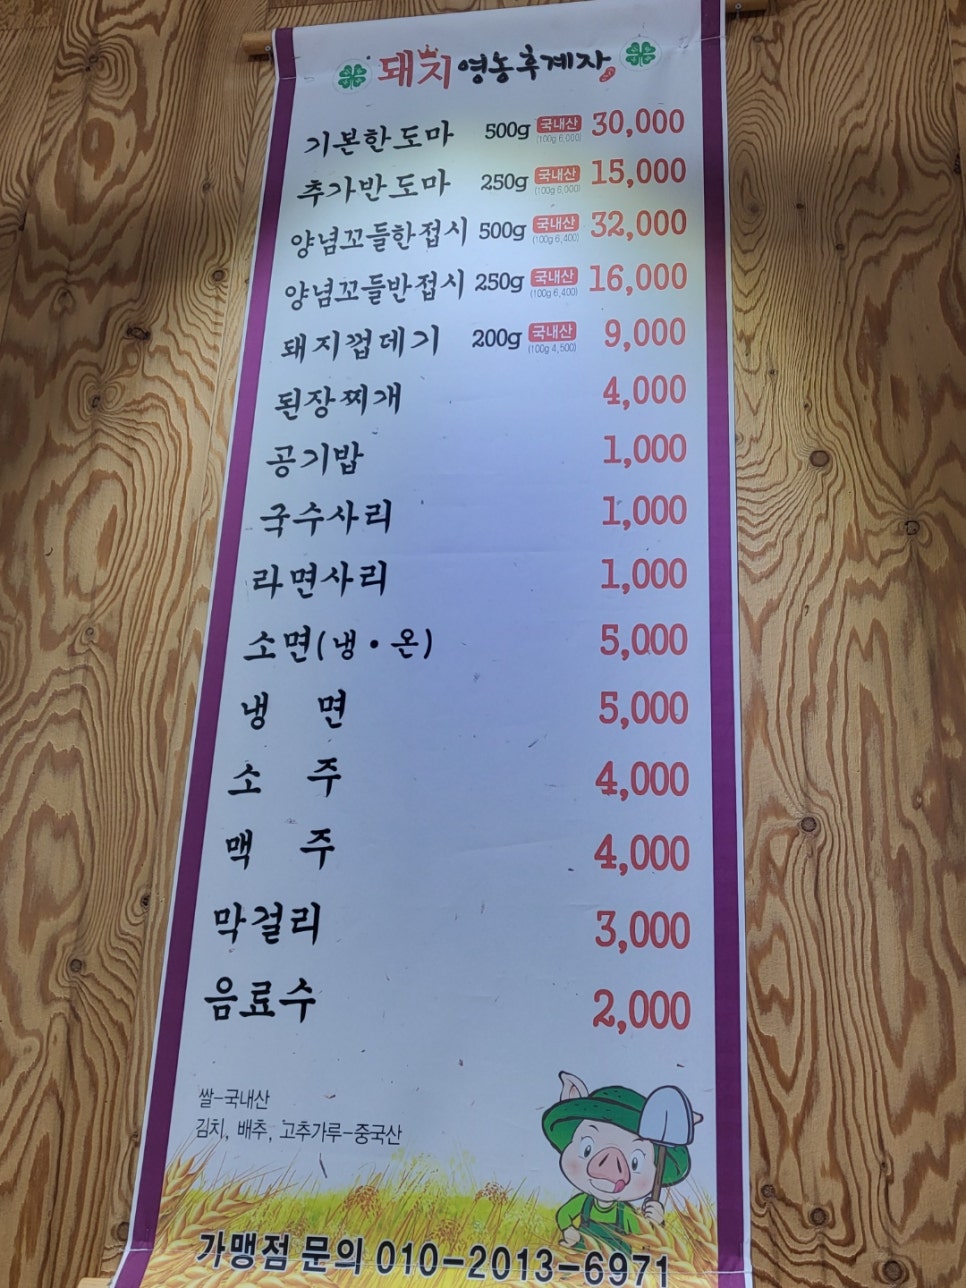 돼지 영농후계자
기본한도마 500g 국내산 (100g 6,000) 30,000
추가반도마 250g 국내산 (100g 6,000) 15,000
양념꼬들한접시 500g 국내산 (100g 6,400) 32,000
양념꼬들반접시 250g 국내산 (100g 6,400) 16,000
돼지껍데기 200g 국내산 (100g 4,500) 9,000
된장찌개 4,000
공기밥 1,000
국수사리 1,000
라면사리 1,000
소면(냉·온) 5,000
냉 면 5,000
소 주 4,000
맥 주 4,000
막걸리 3,000
음료수 2,000
쌀-국내산
김치, 배추, 고추가루-중국산
가맹점 문의 010-2013-6971